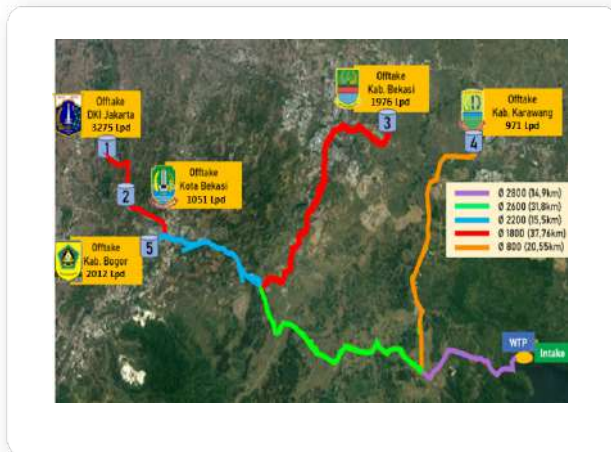 Offtake
DKI Jakarta
3275 Lpd
1
2
Offtake
Kota Bekasi
1051 Lpd
Offtake
Kab. Bogor
2012 Lpd
5
Offtake
Kab. Bekasi
1976 Lpd
3
Offtake
Kab. Karawang
971 Lpd
4
Ø 2800 (14,9km)
Ø 2600 (31,8km)
Ø 2200 (15,5km)
Ø 1800 (37,76km)
Ø 800 (20,55km)
WTP
Intake